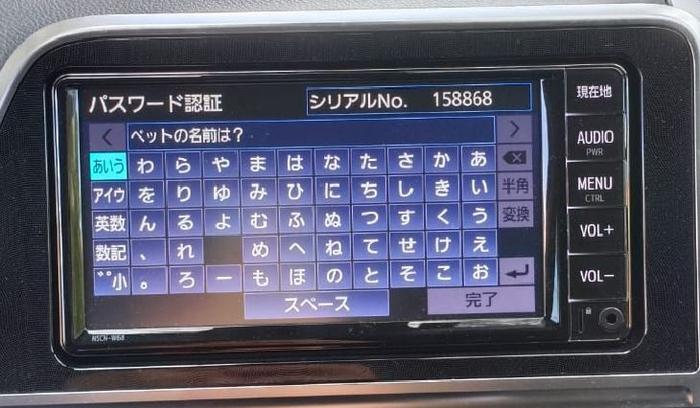 パスワード認証 シリアルNo. 158868 現在地
< ペットの名前は? >
あいう わ ら や ま は な た さ か あ
AUDIO
PWR
アイウ を り ゆ み ひ に ち し き い 半角
MENU
CTRL
英数 ん る よ む ふ ぬ つ す く う 変換
VOL+
数記 、 れ め へ ね て せ け え
゛゜小 。 ろ ー も ほ の と そ こ お
VOL−
スペース 完了
NSCN-W68